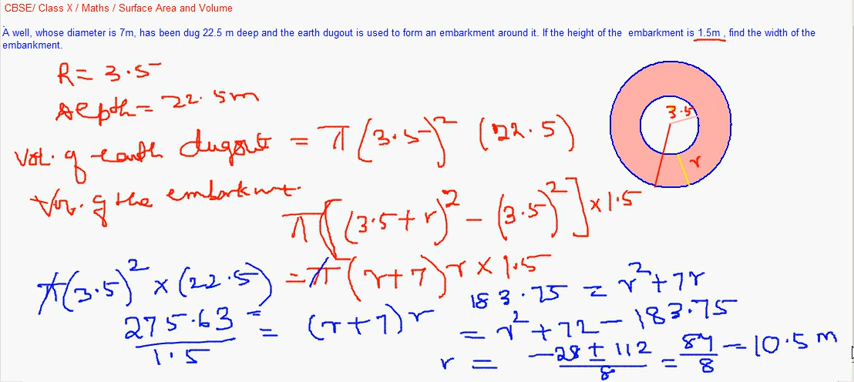 CBSE/ Class X / Maths / Surface Area and Volume
A well, whose diameter is 7m, has been dug 22.5 m deep and the earth dugout is used to form an embarkment around it. If the height of the embarkment is 1.5m , find the width of the
embankment.
R = 3.5
Depth = 22.5m
3.5
r
Vol. of earth dugout = π(3.5)² (22.5)
Vol. of the embarkment.
π[(3.5+r)² - (3.5)²] × 1.5
π(3.5)² × (22.5) = π(r+7)r × 1.5
183.75 = r²+7r
275.63/1.5 = (r+7)r
= r²+72-183.75
r = -28 ± 112/8 = 84/8 = 10.5 m